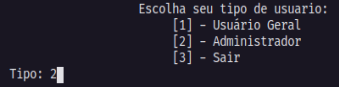 Escolha seu tipo de usuario:
[1] - Usuário Geral
[2] - Administrador
[3] - Sair
Tipo: 2